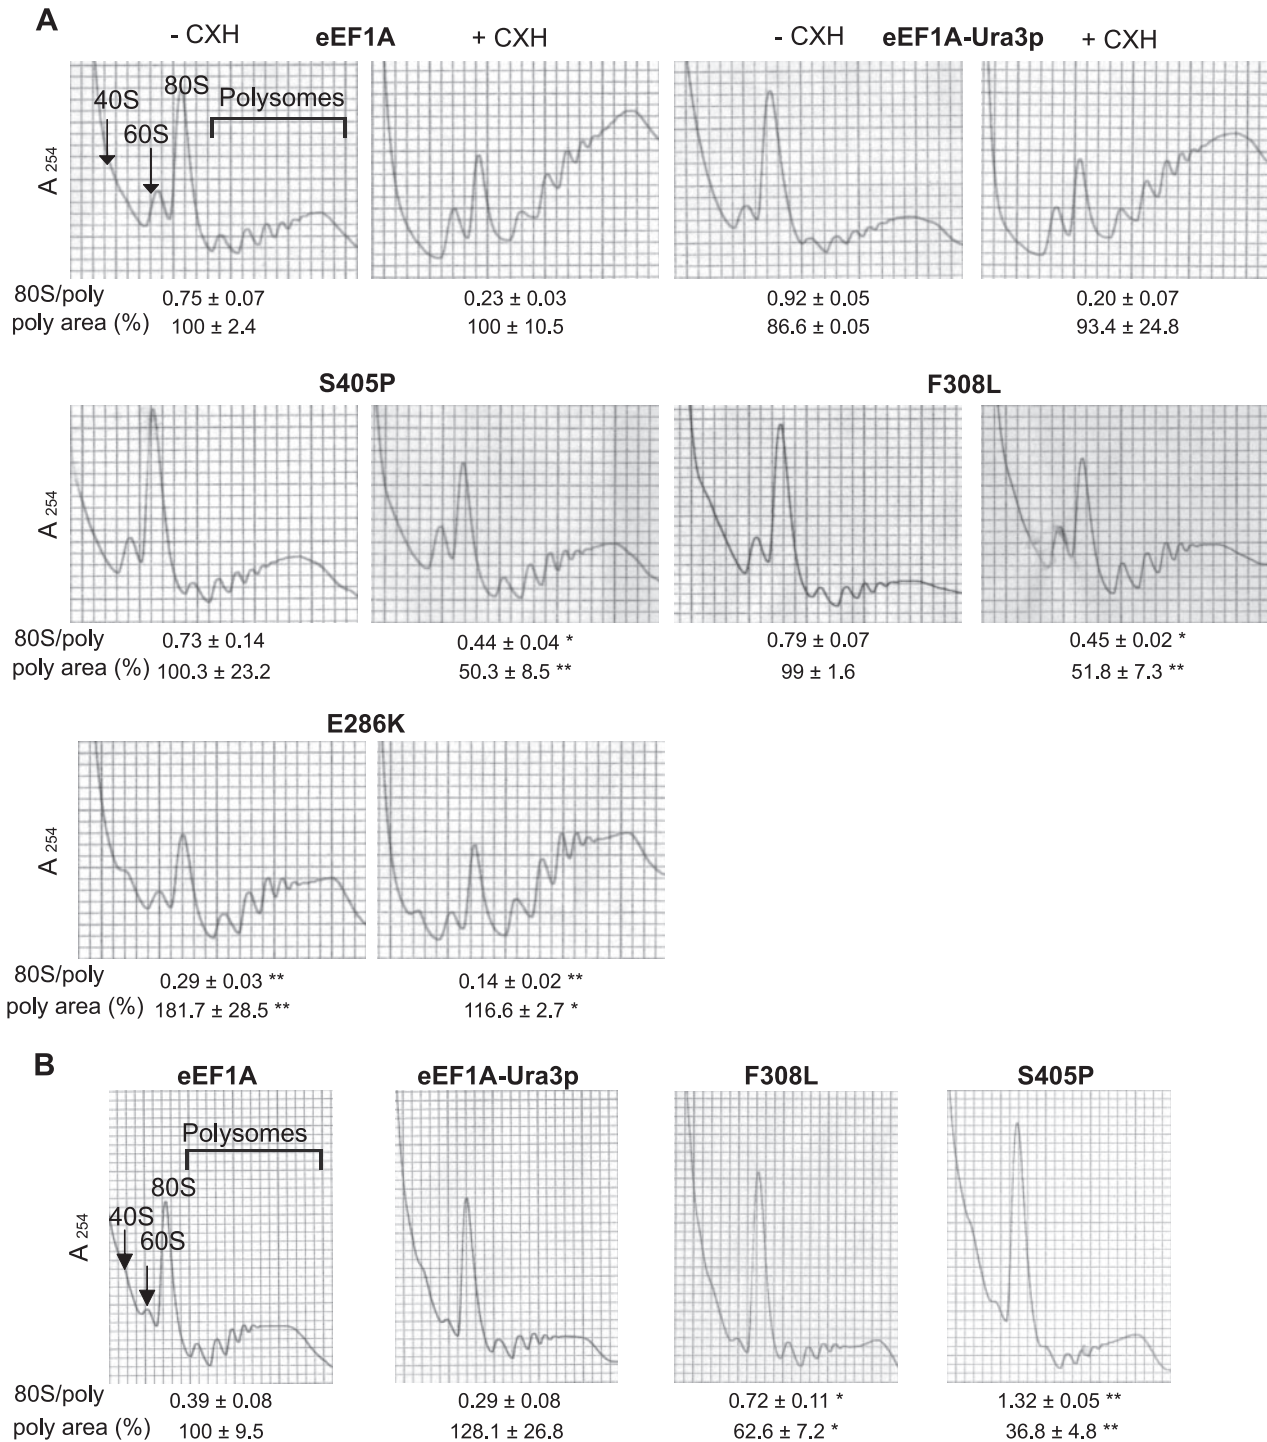 A
- CXH eEF1A + CXH - CXH eEF1A-Ura3p + CXH
80S
40S Polysomes
60S
A 254
80S/poly 0.75 ± 0.07 0.23 ± 0.03 0.92 ± 0.05 0.20 ± 0.07
poly area (%) 100 ± 2.4 100 ± 10.5 86.6 ± 0.05 93.4 ± 24.8
S405P F308L
A 254
80S/poly 0.73 ± 0.14 0.44 ± 0.04 * 0.79 ± 0.07 0.45 ± 0.02 *
poly area (%) 100.3 ± 23.2 50.3 ± 8.5 ** 99 ± 1.6 51.8 ± 7.3 **
E286K
A 254
80S/poly 0.29 ± 0.03 ** 0.14 ± 0.02 **
poly area (%) 181.7 ± 28.5 ** 116.6 ± 2.7 *
B
eEF1A eEF1A-Ura3p F308L S405P
Polysomes
80S
40S
60S
A 254
80S/poly 0.39 ± 0.08 0.29 ± 0.08 0.72 ± 0.11 * 1.32 ± 0.05 **
poly area (%) 100 ± 9.5 128.1 ± 26.8 62.6 ± 7.2 * 36.8 ± 4.8 **